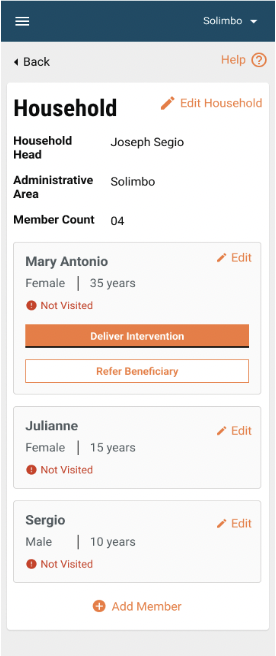 Solimbo
Back
Help
Household
Edit Household
Household
Head
Joseph Segio
Administrative
Area
Solimbo
Member Count
04
Mary Antonio
Edit
Female | 35 years
Not Visited
Deliver Intervention
Refer Beneficiary
Julianne
Edit
Female | 15 years
Not Visited
Sergio
Edit
Male | 10 years
Not Visited
Add Member